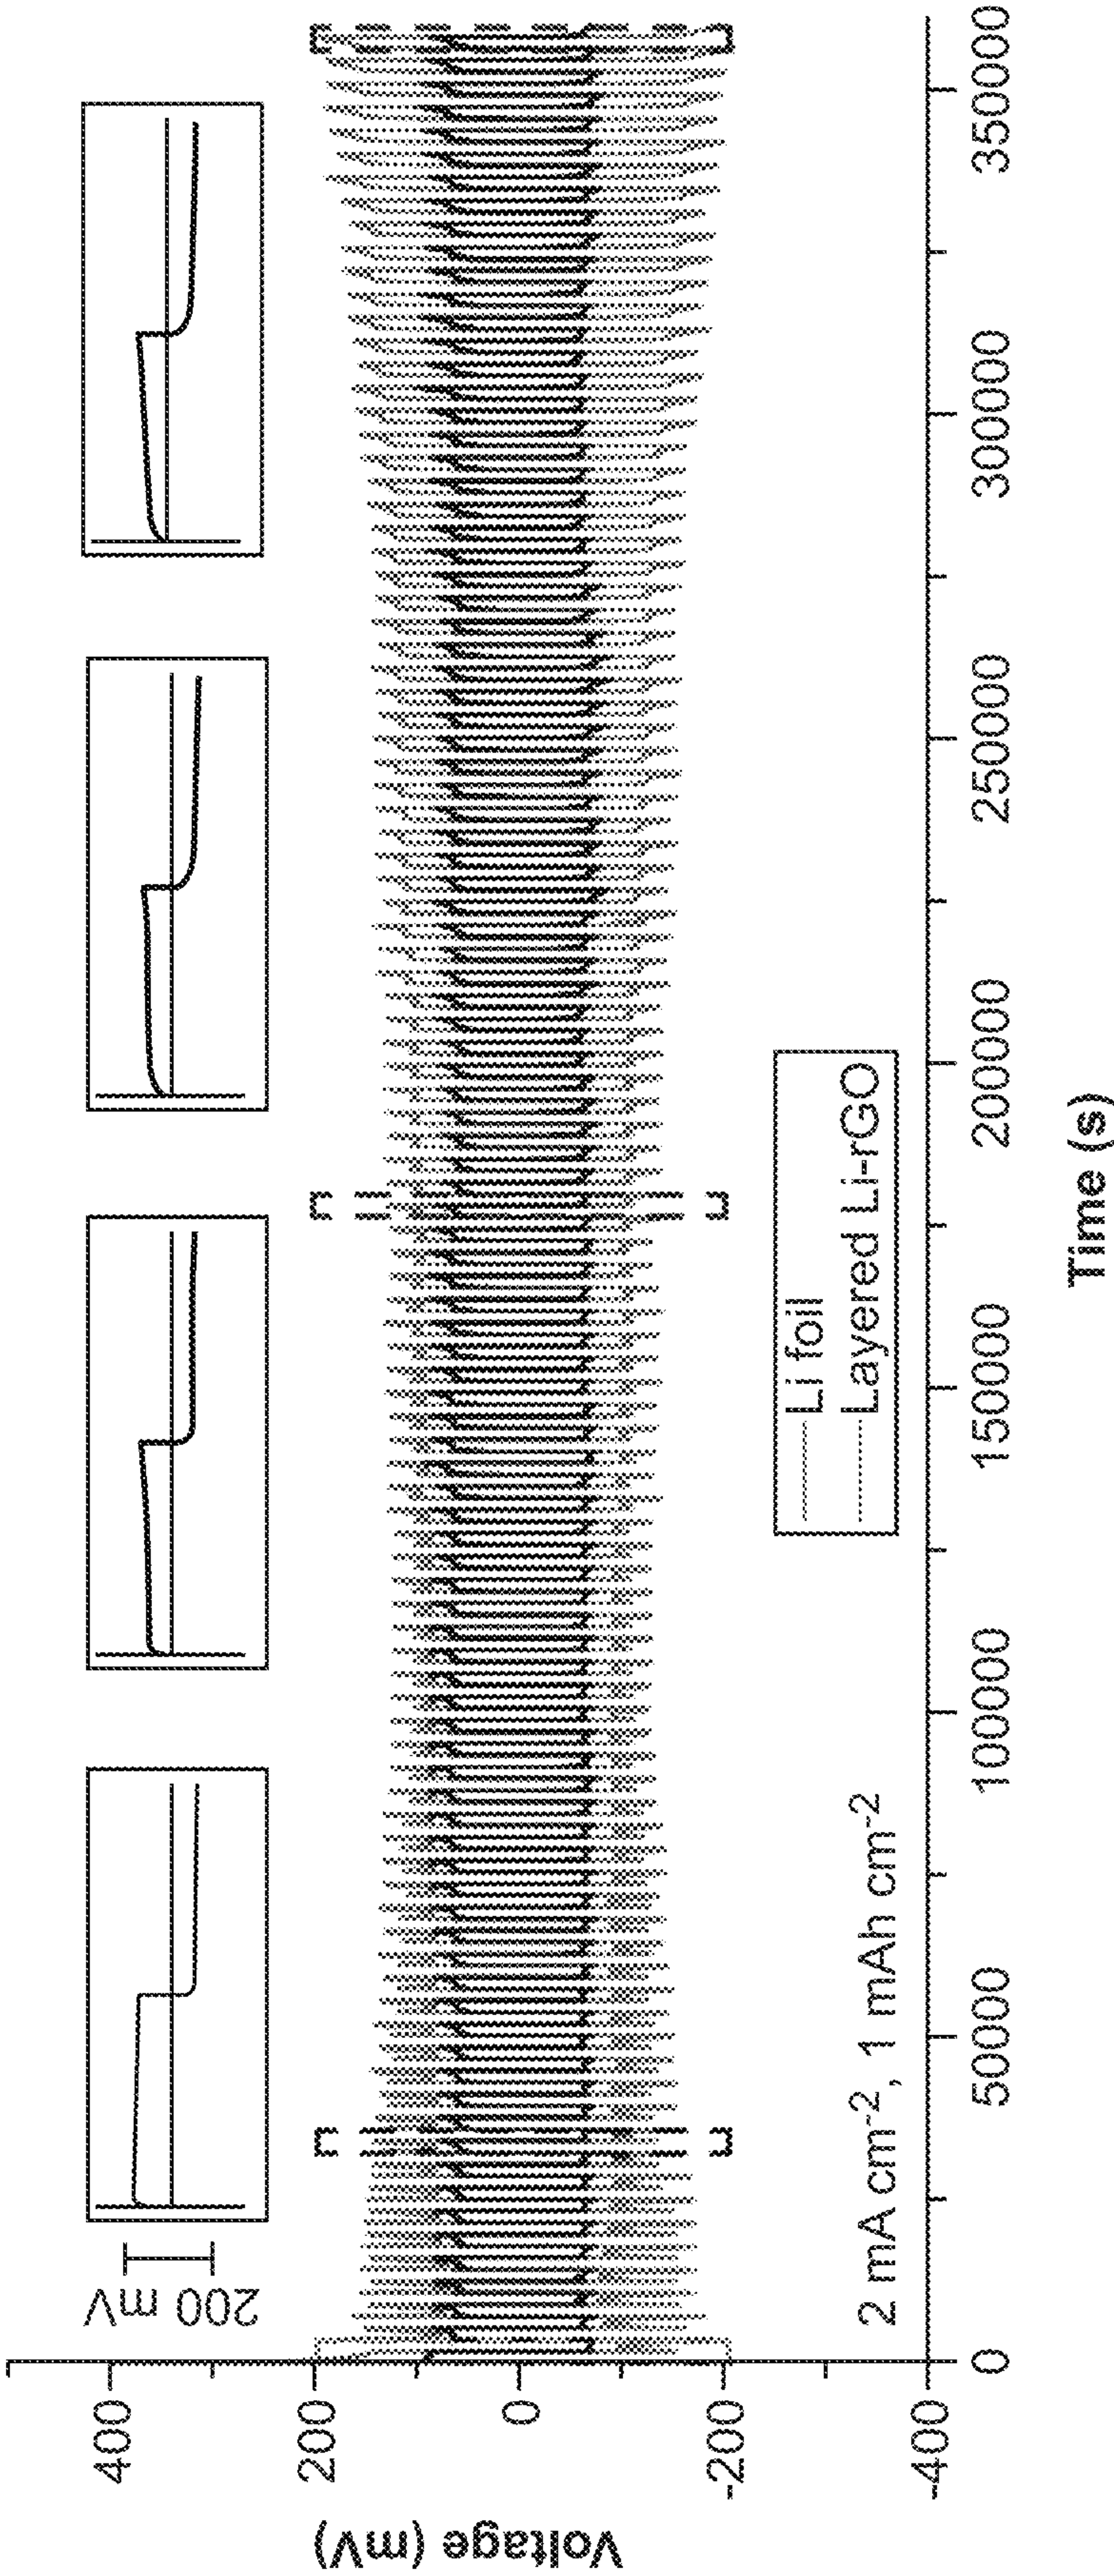 200 mV
Voltage (mV)
400
200
0
-200
-400
Li foil
Layered Li-rGO
2 mA cm-2, 1 mAh cm-2
0
50000
100000
150000
200000
250000
300000
350000
Time (s)